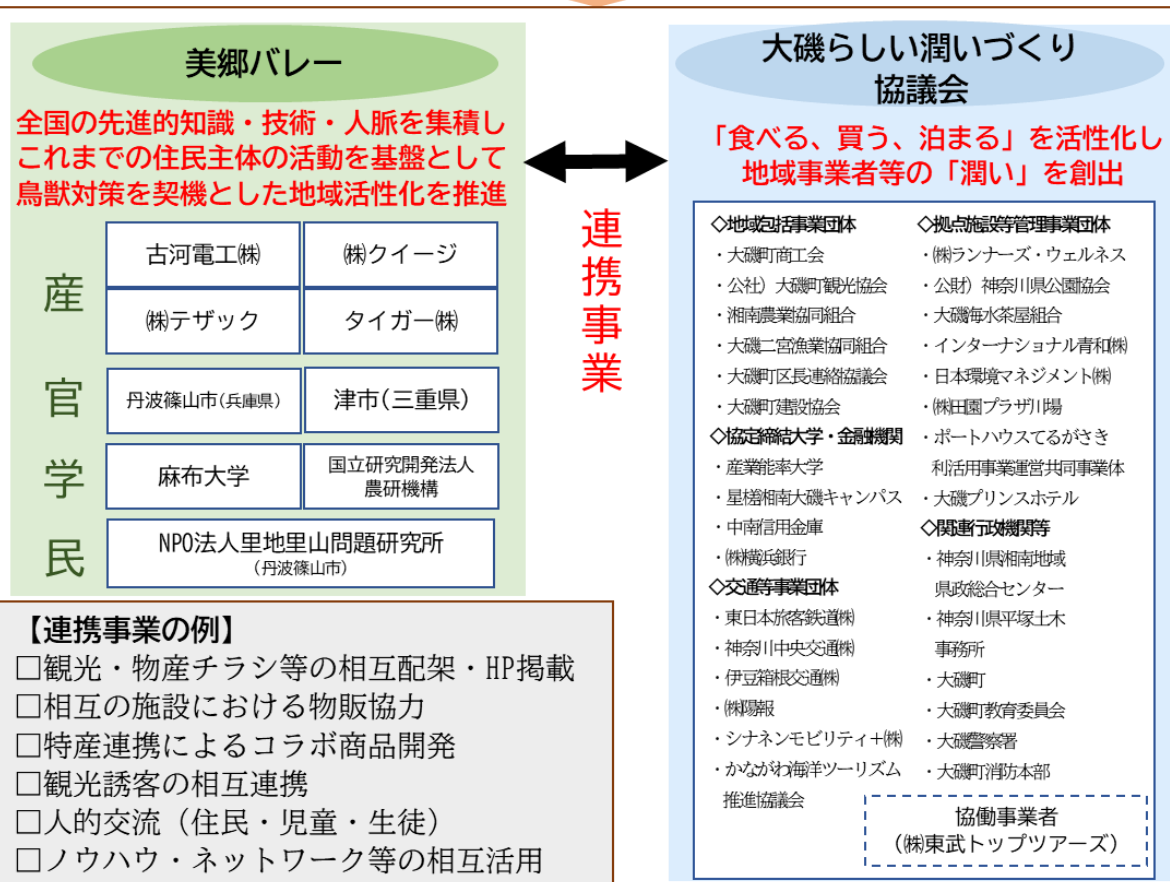 美郷バレー
全国の先進的知識・技術・人脈を集積し
これまでの住民主体の活動を基盤として
鳥獣対策を契機とした地域活性化を推進
産
古河電工㈱
㈱クイージ
㈱テザック
タイガー㈱
官
丹波篠山市(兵庫県)
津市(三重県)
学
麻布大学
国立研究開発法人
農研機構
民
NPO法人里地里山問題研究所
(丹波篠山市)
連携事業
大磯らしい潤いづくり
協議会
「食べる、買う、泊まる」を活性化し
地域事業者等の「潤い」を創出
◇地域包括事業団体
・大磯町商工会
・公社）大磯町観光協会
・湘南農業協同組合
・大磯二宮漁業協同組合
・大磯町区長連絡協議会
・大磯町建設協会
◇協定締結大学・金融機関
・産業能率大学
・星槎湘南大磯キャンパス
・中南信用金庫
・㈱横浜銀行
◇交通等事業団体
・東日本旅客鉄道㈱
・神奈川中央交通㈱
・伊豆箱根交通㈱
・㈱陽報
・シナネンモビリティ+㈱
・かながわ海洋ツーリズム
推進協議会
◇拠点施設等管理事業団体
・㈱ランナーズ・ウェルネス
・公財）神奈川県公園協会
・大磯海水茶屋組合
・インターナショナル青和㈱
・日本環境マネジメント㈱
・㈱田園プラザ川場
・ポートハウスてるがさき
利活用事業運営共同事業体
・大磯プリンスホテル
◇関連行政機関等
・神奈川県湘南地域
県政総合センター
・神奈川県平塚土木
事務所
・大磯町
・大磯町教育委員会
・大磯警察署
・大磯町消防本部
協働事業者
（㈱東武トップツアーズ）
【連携事業の例】
□観光・物産チラシ等の相互配架・HP掲載
□相互の施設における物販協力
□特産連携によるコラボ商品開発
□観光誘客の相互連携
□人的交流（住民・児童・生徒）
□ノウハウ・ネットワーク等の相互活用